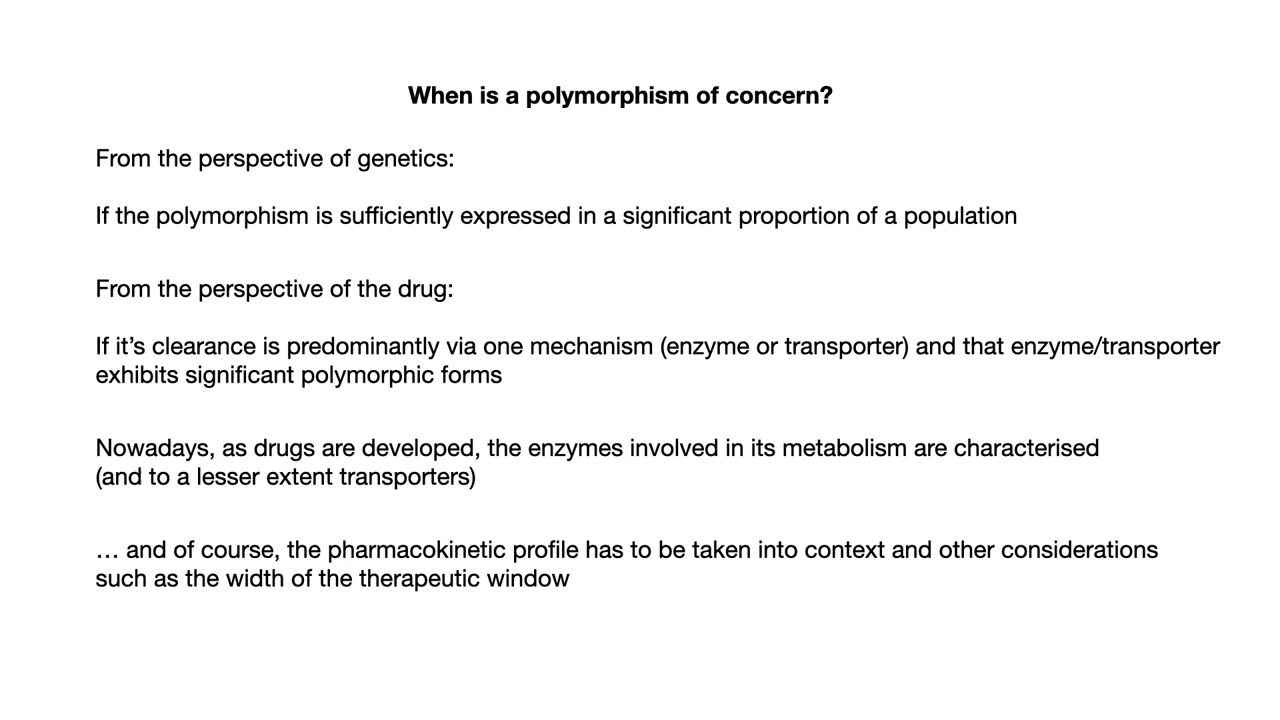 When is a polymorphism of concern?
From the perspective of genetics:
If the polymorphism is sufficiently expressed in a significant proportion of a population
From the perspective of the drug:
If it’s clearance is predominantly via one mechanism (enzyme or transporter) and that enzyme/transporter
exhibits significant polymorphic forms
Nowadays, as drugs are developed, the enzymes involved in its metabolism are characterised
(and to a lesser extent transporters)
… and of course, the pharmacokinetic profile has to be taken into context and other considerations
such as the width of the therapeutic window